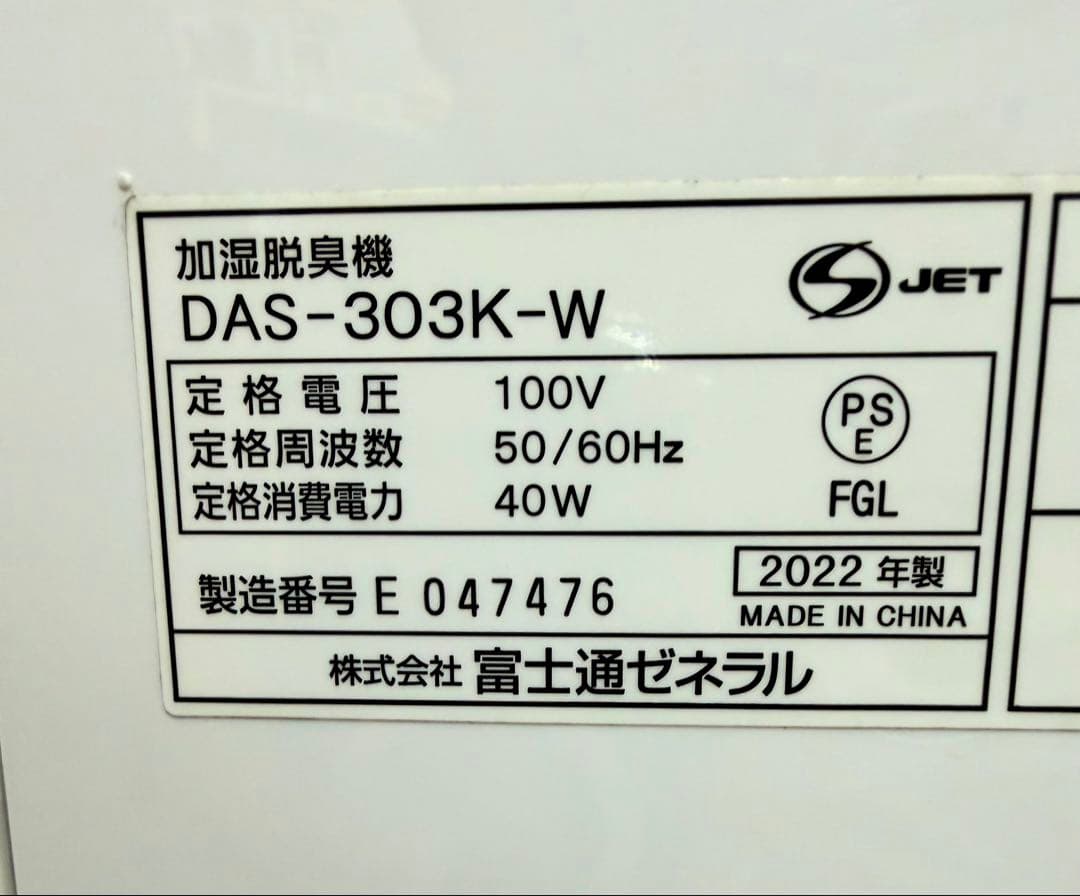 加湿脱臭機
DAS-303K-W
S JET
定格電圧 100V
定格周波数 50/60Hz
定格消費電力 40W
PSE
FGL
製造番号 E 047476
2022 年製
MADE IN CHINA
株式会社 富士通ゼネラル